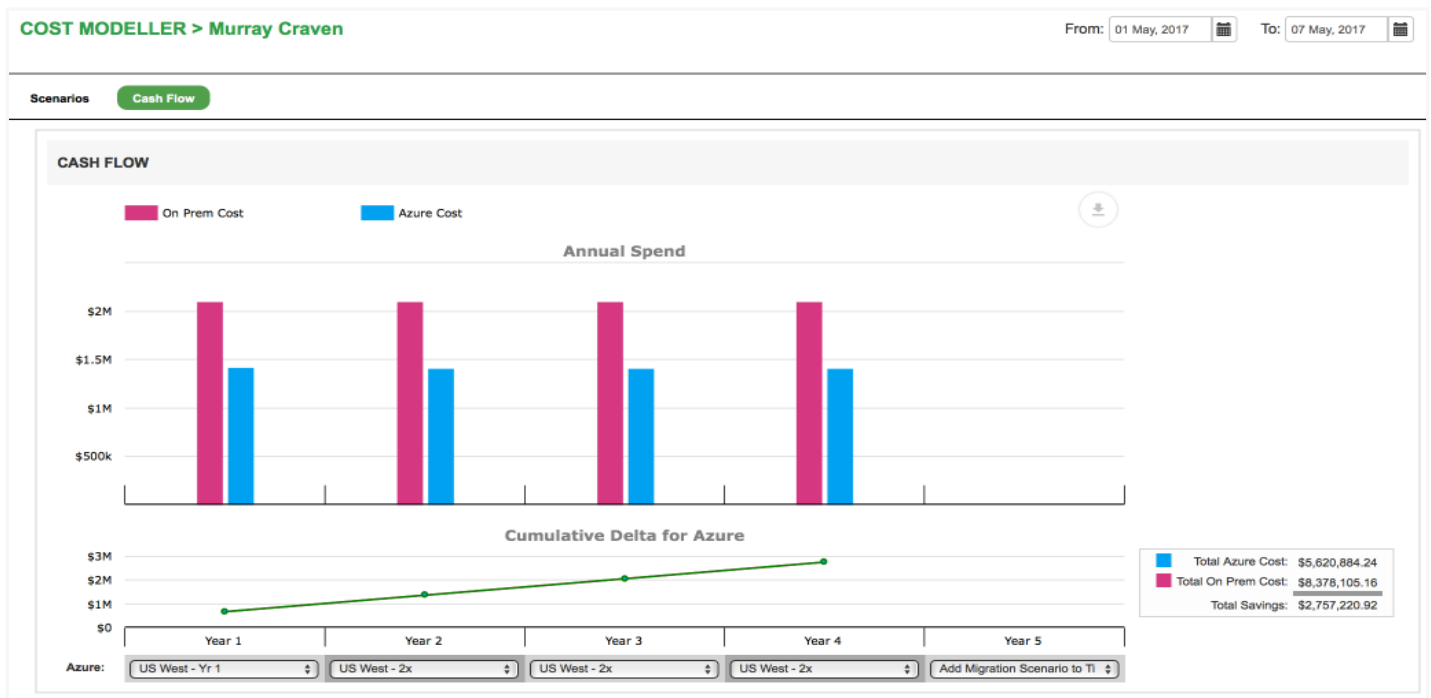 COST MODELLER > Murray Craven
From: 01 May, 2017 To: 07 May, 2017
Scenarios Cash Flow
CASH FLOW
On Prem Cost Azure Cost
Annual Spend
$2M
$1.5M
$1M
$500k
Cumulative Delta for Azure
$3M
$2M
$1M
$0
Total Azure Cost: $5,620,884.24
Total On Prem Cost: $8,378,105.16
Total Savings: $2,757,220.92
Year 1 Year 2 Year 3 Year 4 Year 5
Azure: US West - Yr 1 US West - 2x US West - 2x US West - 2x Add Migration Scenario to Ti